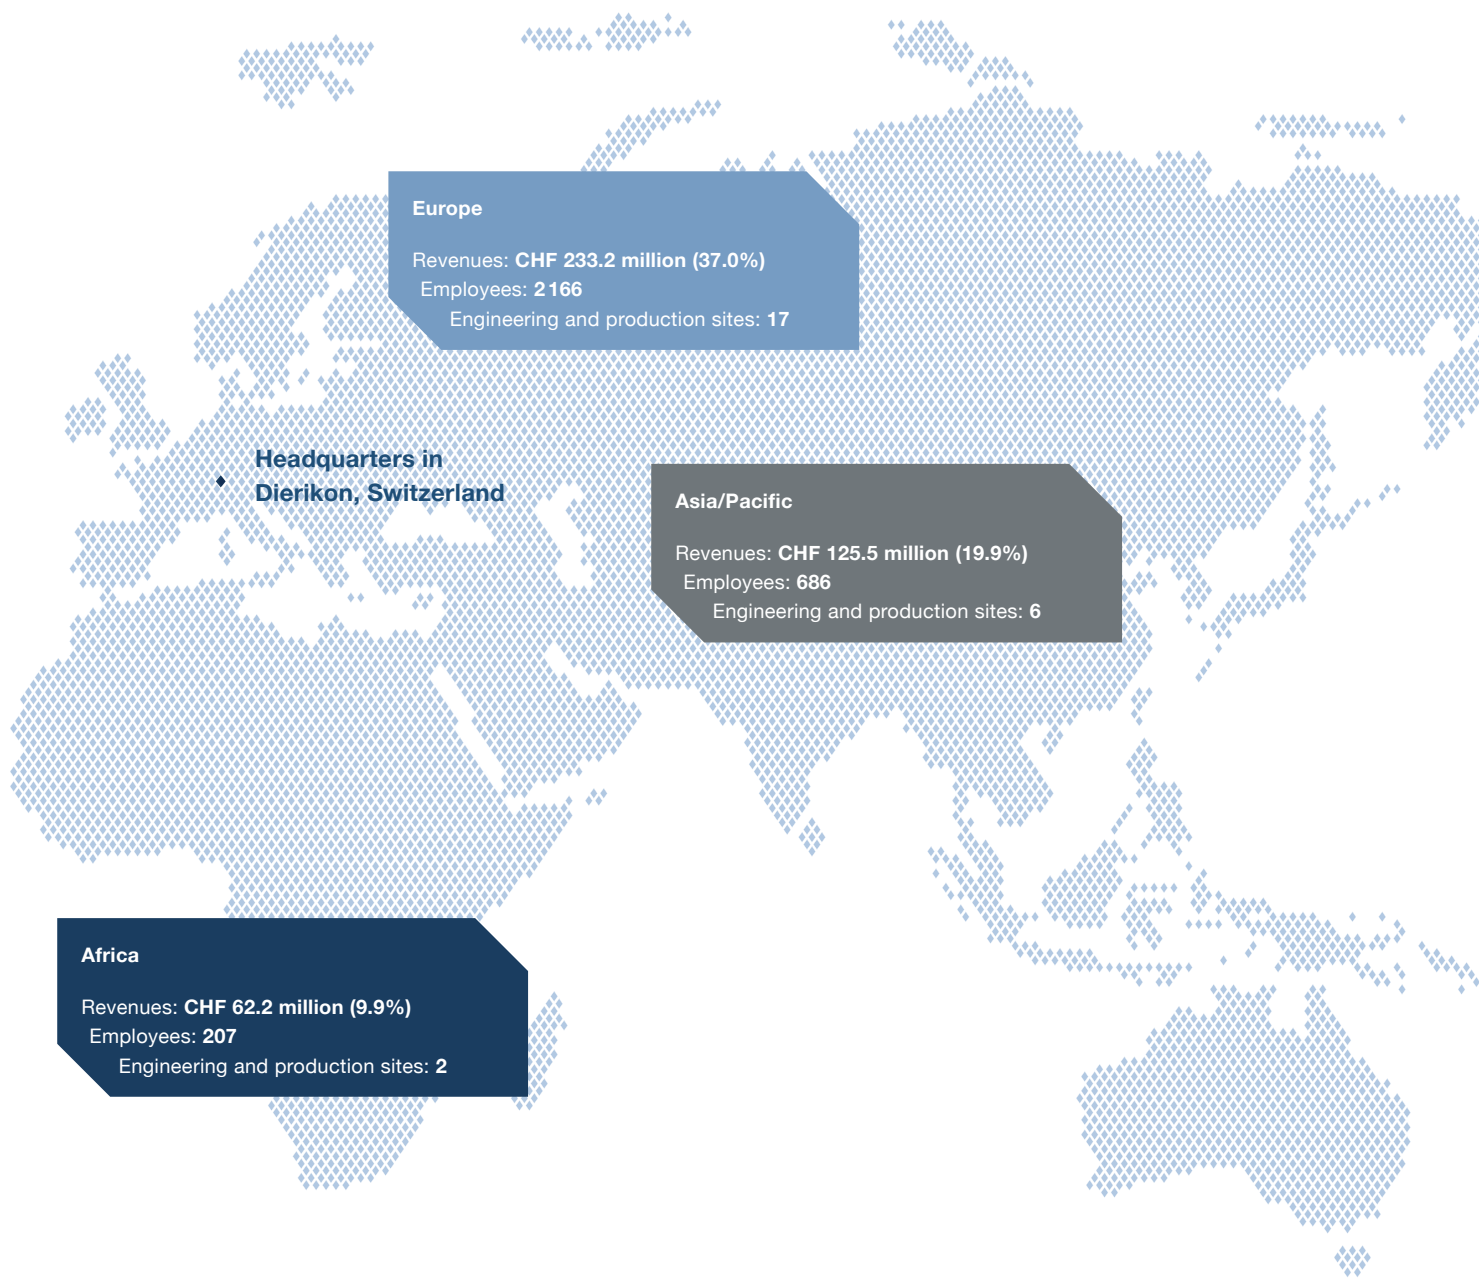 Europe
Revenues: CHF 233.2 million (37.0%)
Employees: 2 166
Engineering and production sites: 17
Headquarters in
Dierikon, Switzerland
Asia/Pacific
Revenues: CHF 125.5 million (19.9%)
Employees: 686
Engineering and production sites: 6
Africa
Revenues: CHF 62.2 million (9.9%)
Employees: 207
Engineering and production sites: 2